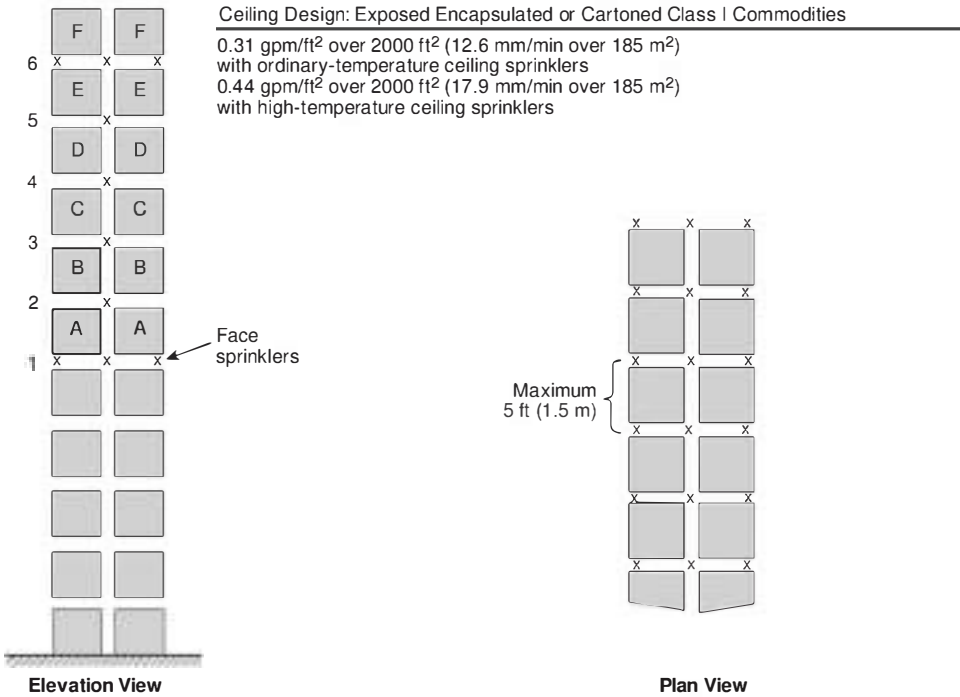 Ceiling Design: Exposed Encapsulated or Cartoned Class I Commodities
0.31 gpm/ft² over 2000 ft² (12.6 mm/min over 185 m²)
with ordinary-temperature ceiling sprinklers
0.44 gpm/ft² over 2000 ft² (17.9 mm/min over 185 m²)
with high-temperature ceiling sprinklers
F F
6 x x x
E E
5 x
D D
4 x
C C
3 x
B B
2 x
A A
1 x x x
Face
sprinklers
Elevation View
x x x
x x x
x x x
Maximum
5 ft (1.5 m)
x x x
x x x
x x x
Plan View